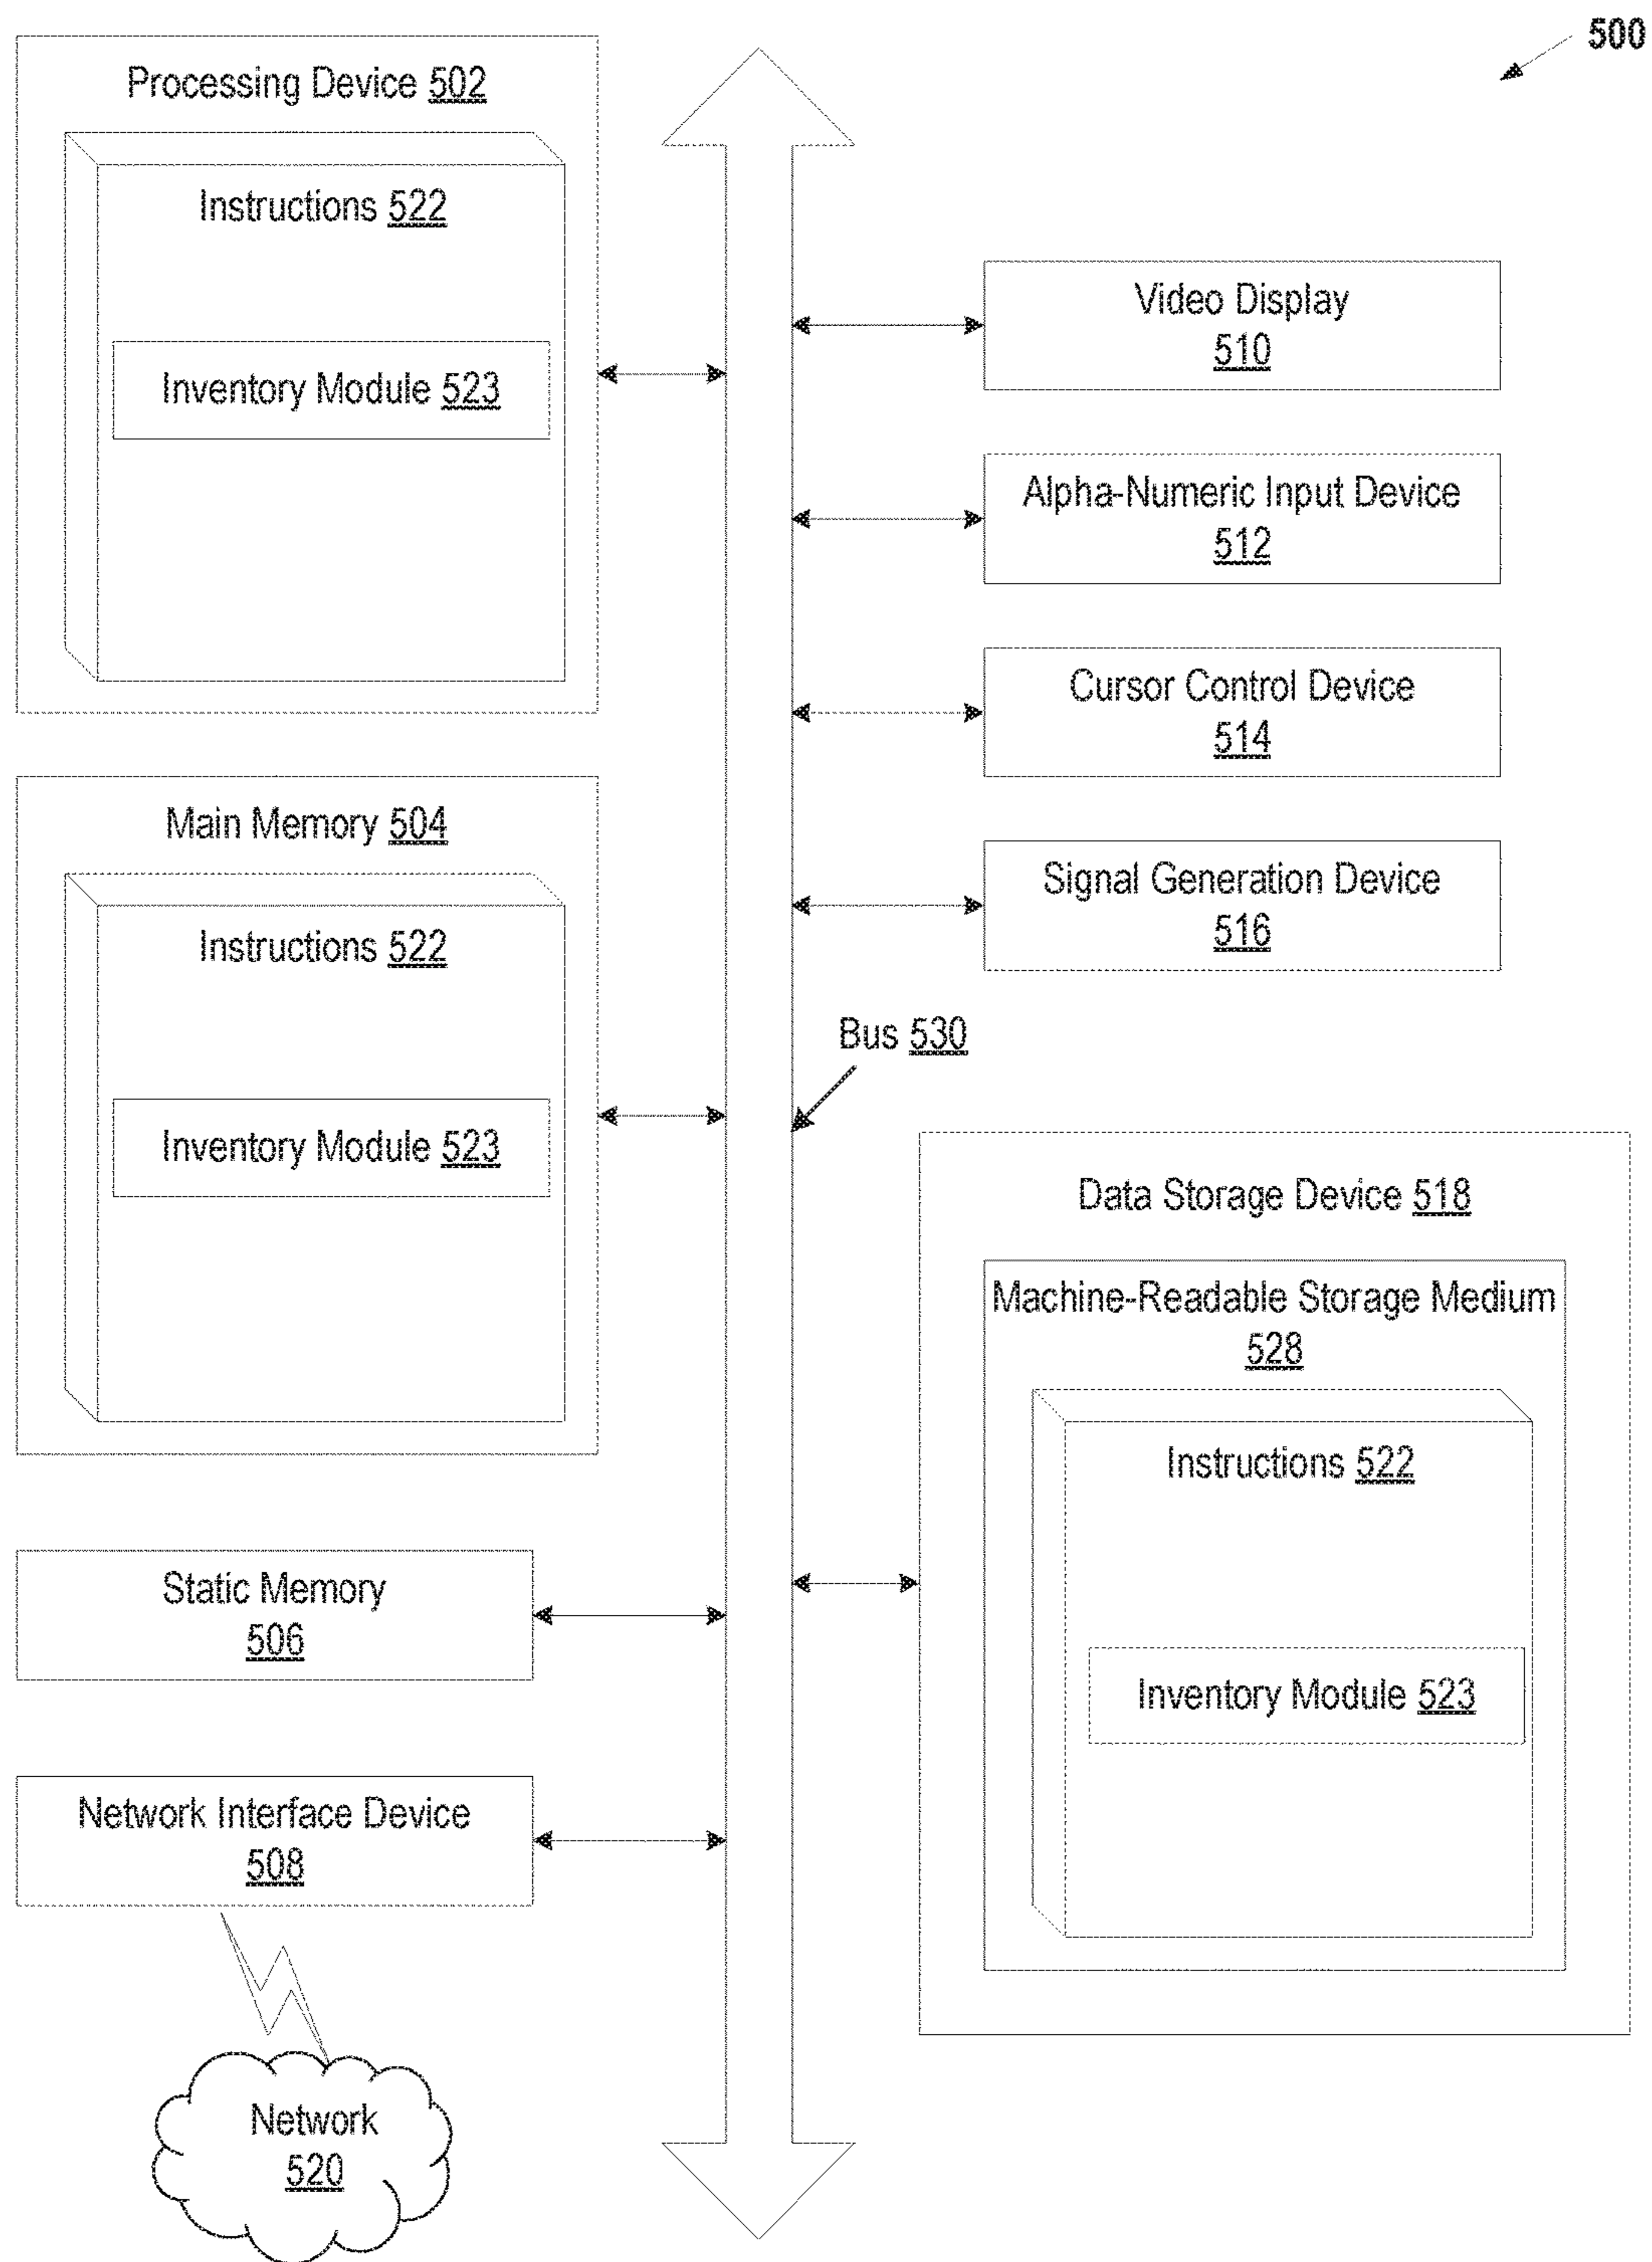 500
Processing Device 502
Instructions 522
Inventory Module 523
Main Memory 504
Instructions 522
Inventory Module 523
Static Memory
506
Network Interface Device
508
Network
520
Video Display
510
Alpha-Numeric Input Device
512
Cursor Control Device
514
Signal Generation Device
516
Bus 530
Data Storage Device 518
Machine-Readable Storage Medium
528
Instructions 522
Inventory Module 523